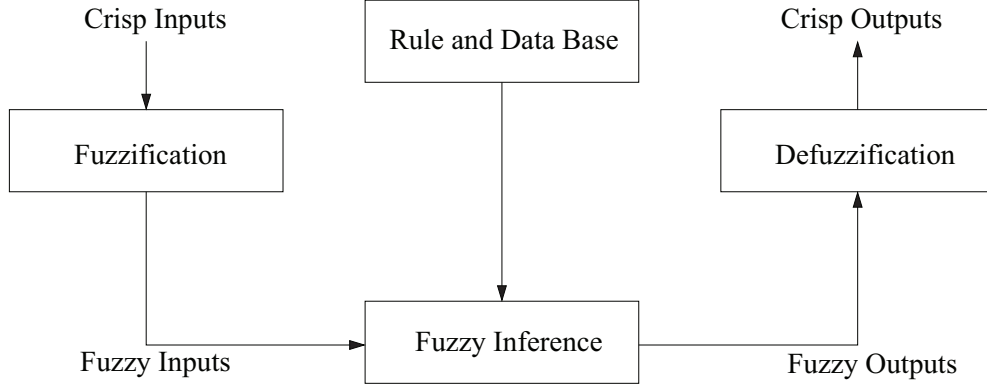 Crisp Inputs
Rule and Data Base
Crisp Outputs
Fuzzification
Defuzzification
Fuzzy Inference
Fuzzy Inputs
Fuzzy Outputs